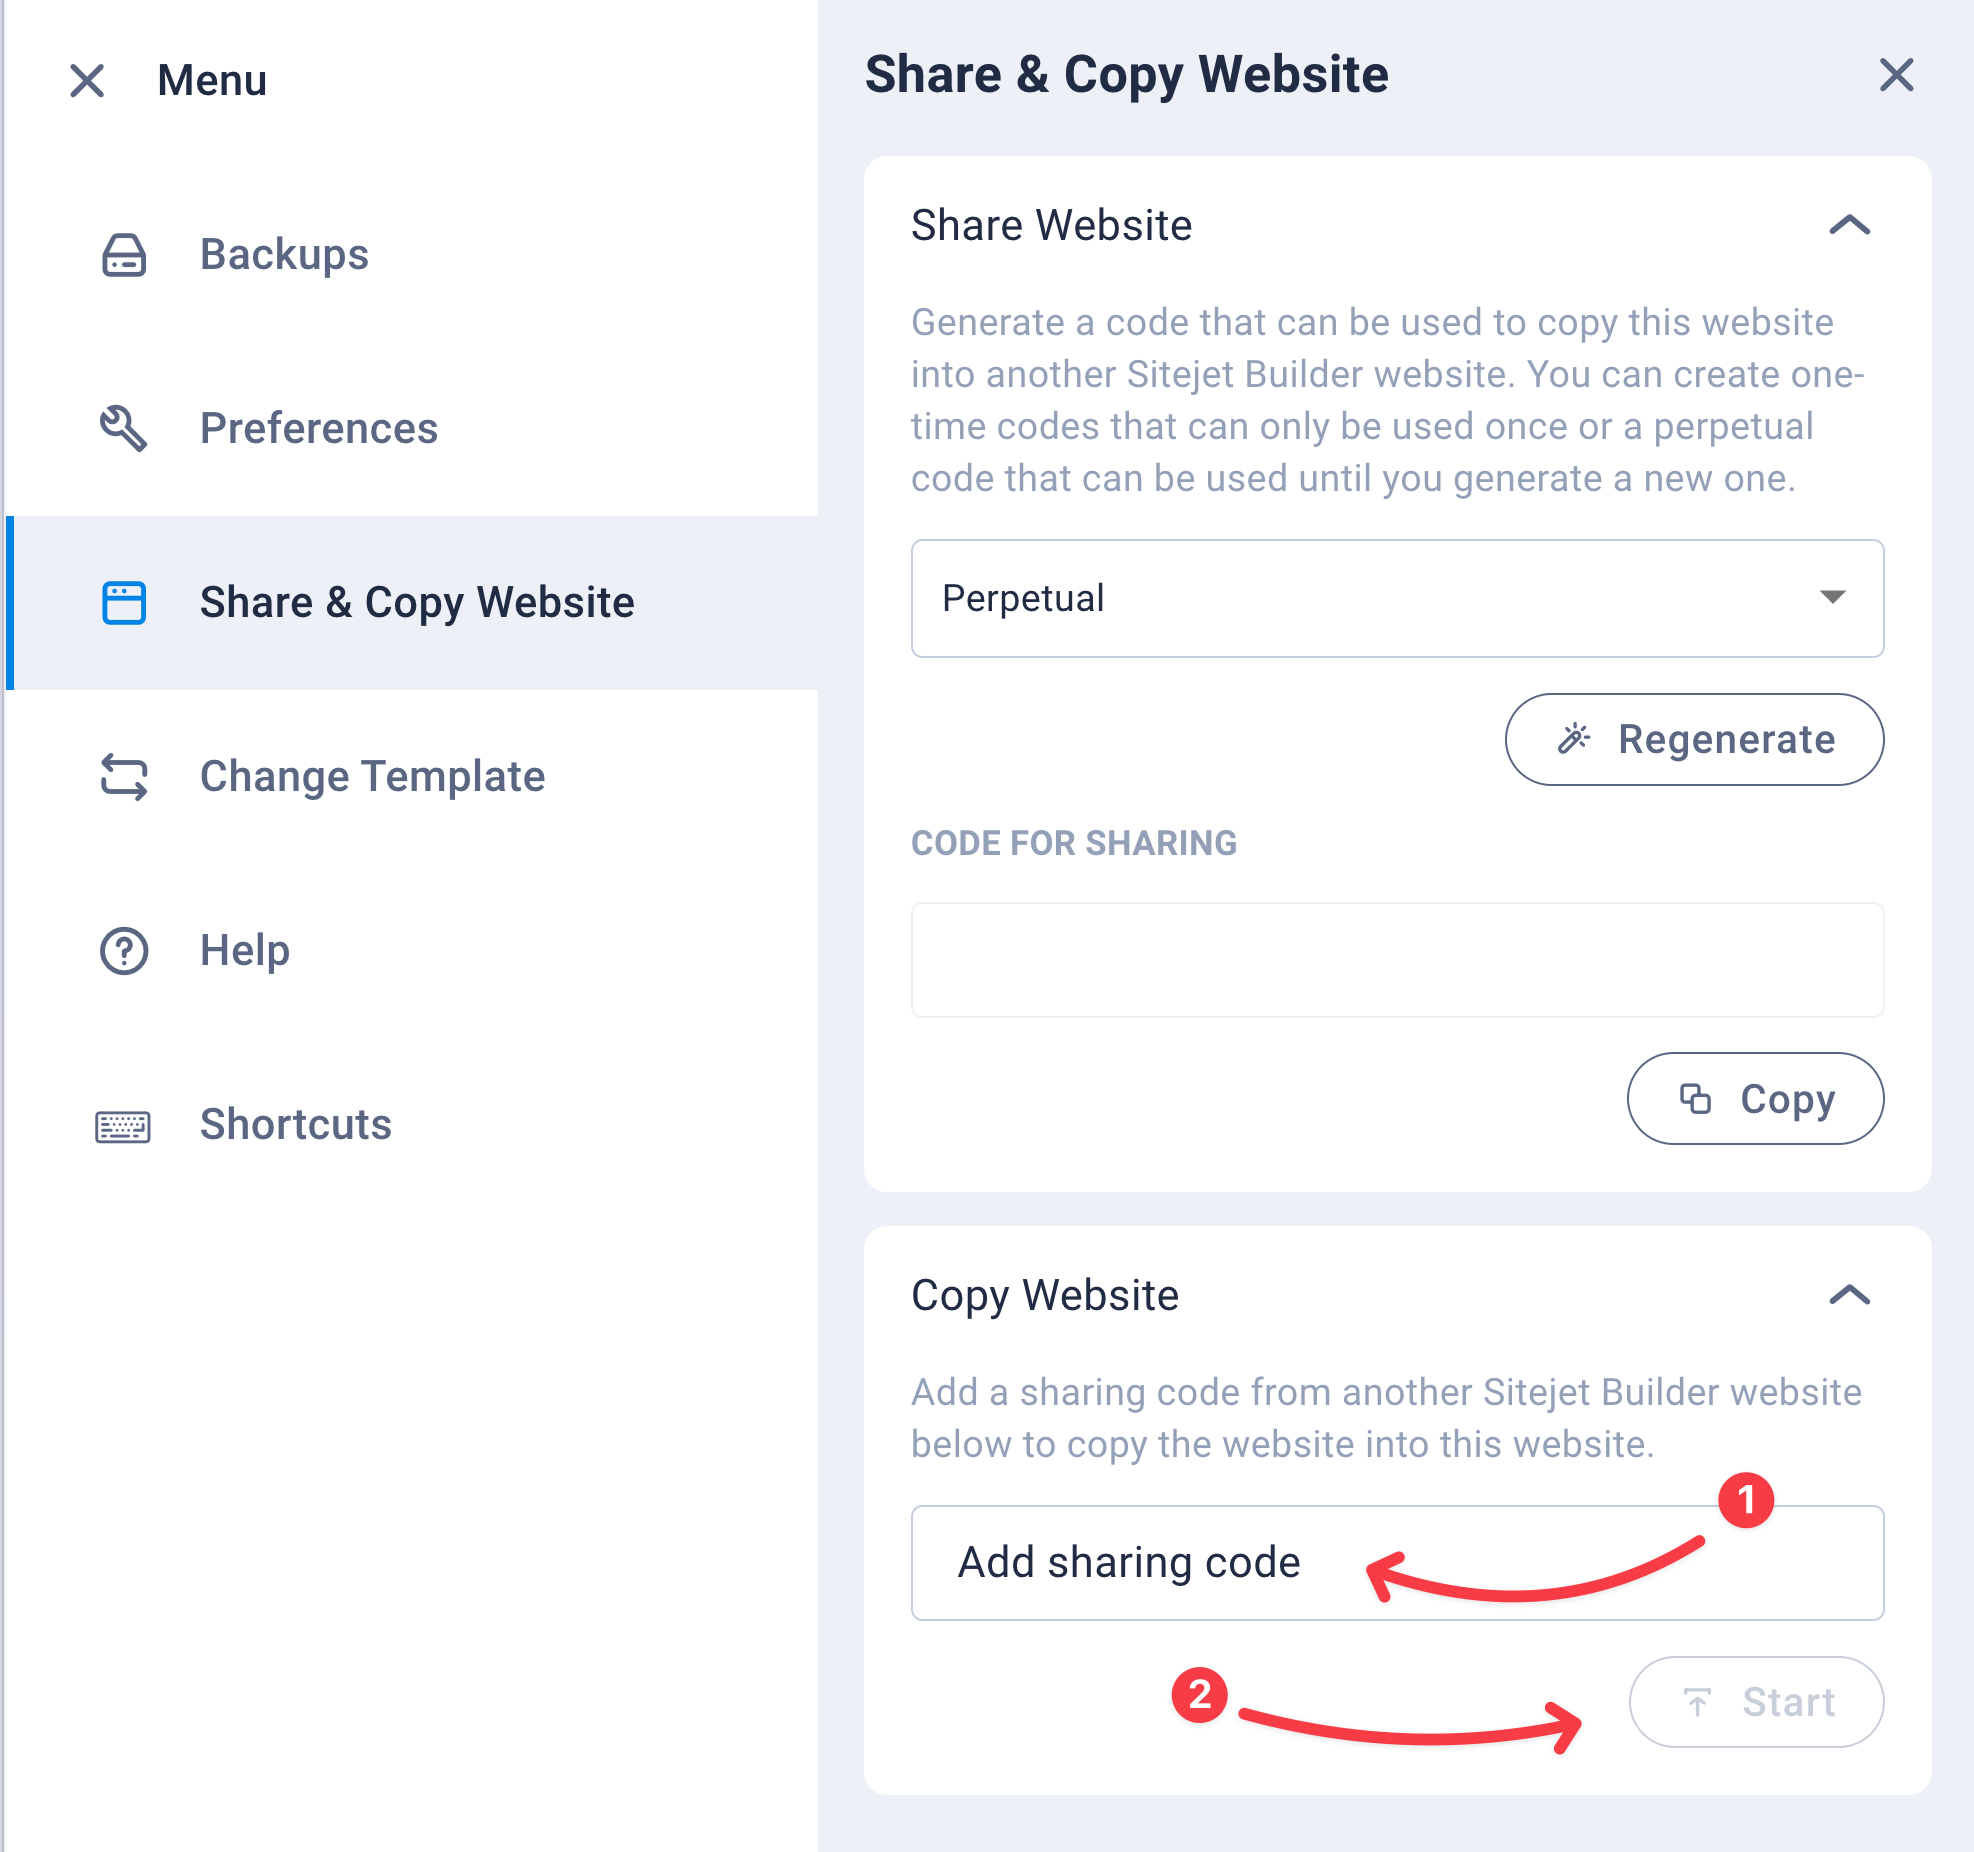 Menu
Backups
Preferences
Share & Copy Website
Change Template
Help
Shortcuts
Share & Copy Website
Share Website
Generate a code that can be used to copy this website
into another Sitejet Builder website. You can create one-
time codes that can only be used once or a perpetual
code that can be used until you generate a new one.
Perpetual
Regenerate
CODE FOR SHARING
Copy
Copy Website
Add a sharing code from another Sitejet Builder website
below to copy the website into this website.
1
Add sharing code
2
Start